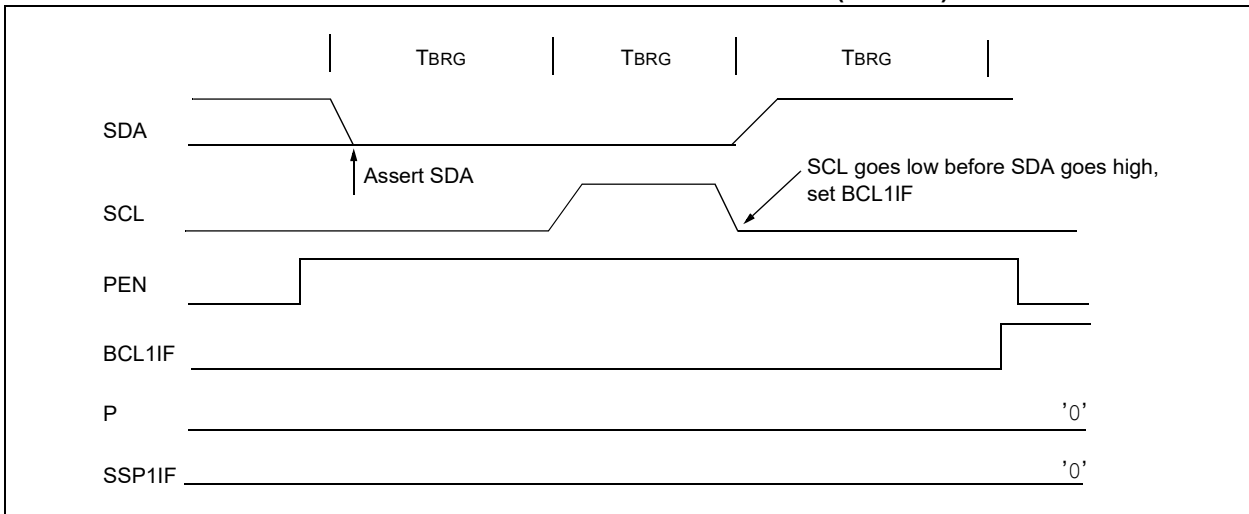 TBRG TBRG TBRG
SDA
Assert SDA
SCL goes low before SDA goes high,
set BCL1IF
SCL
PEN
BCL1IF
P '0'
SSP1IF '0'